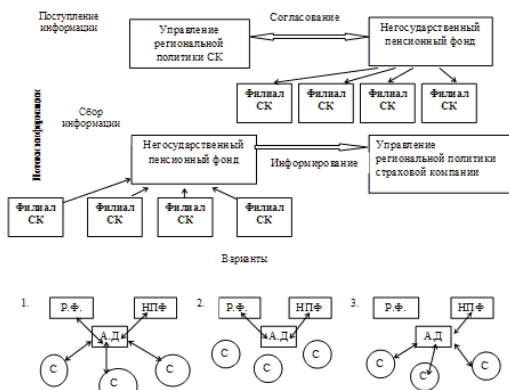 Поступление
информации
Управление
региональной
политики СК
Согласование
Негосударственный
пенсионный фонд
Филиал
СК
Филиал
СК
Филиал
СК
Филиал
СК
Потоки информации
Сбор
информации
Негосударственный
пенсионный фонд
Информирование
Управление
региональной политики
страховой компании
Филиал
СК
Филиал
СК
Филиал
СК
Филиал
СК
Варианты
1.
Р.Ф.
НПФ
А.Д
С
С
С
2.
Р.Ф.
НПФ
А.Д
С
С
С
3.
Р.Ф.
НПФ
А.Д
С
С
С